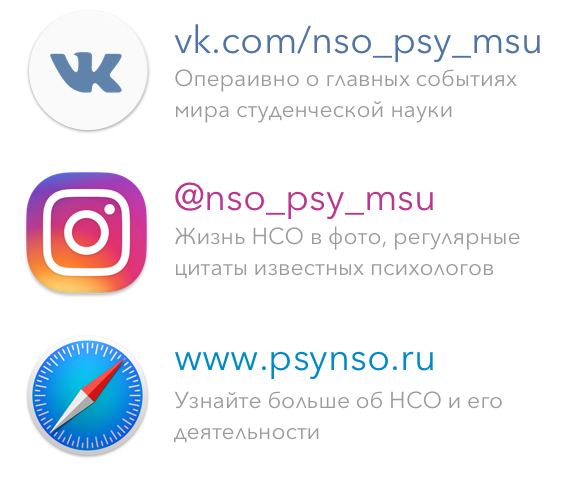 vk.com/nso_psy_msu
Операивно о главных событиях
мира студенческой науки
@nso_psy_msu
Жизнь НСО в фото, регулярные
цитаты известных психологов
www.psynso.ru
Узнайте больше об НСО и его
деятельности